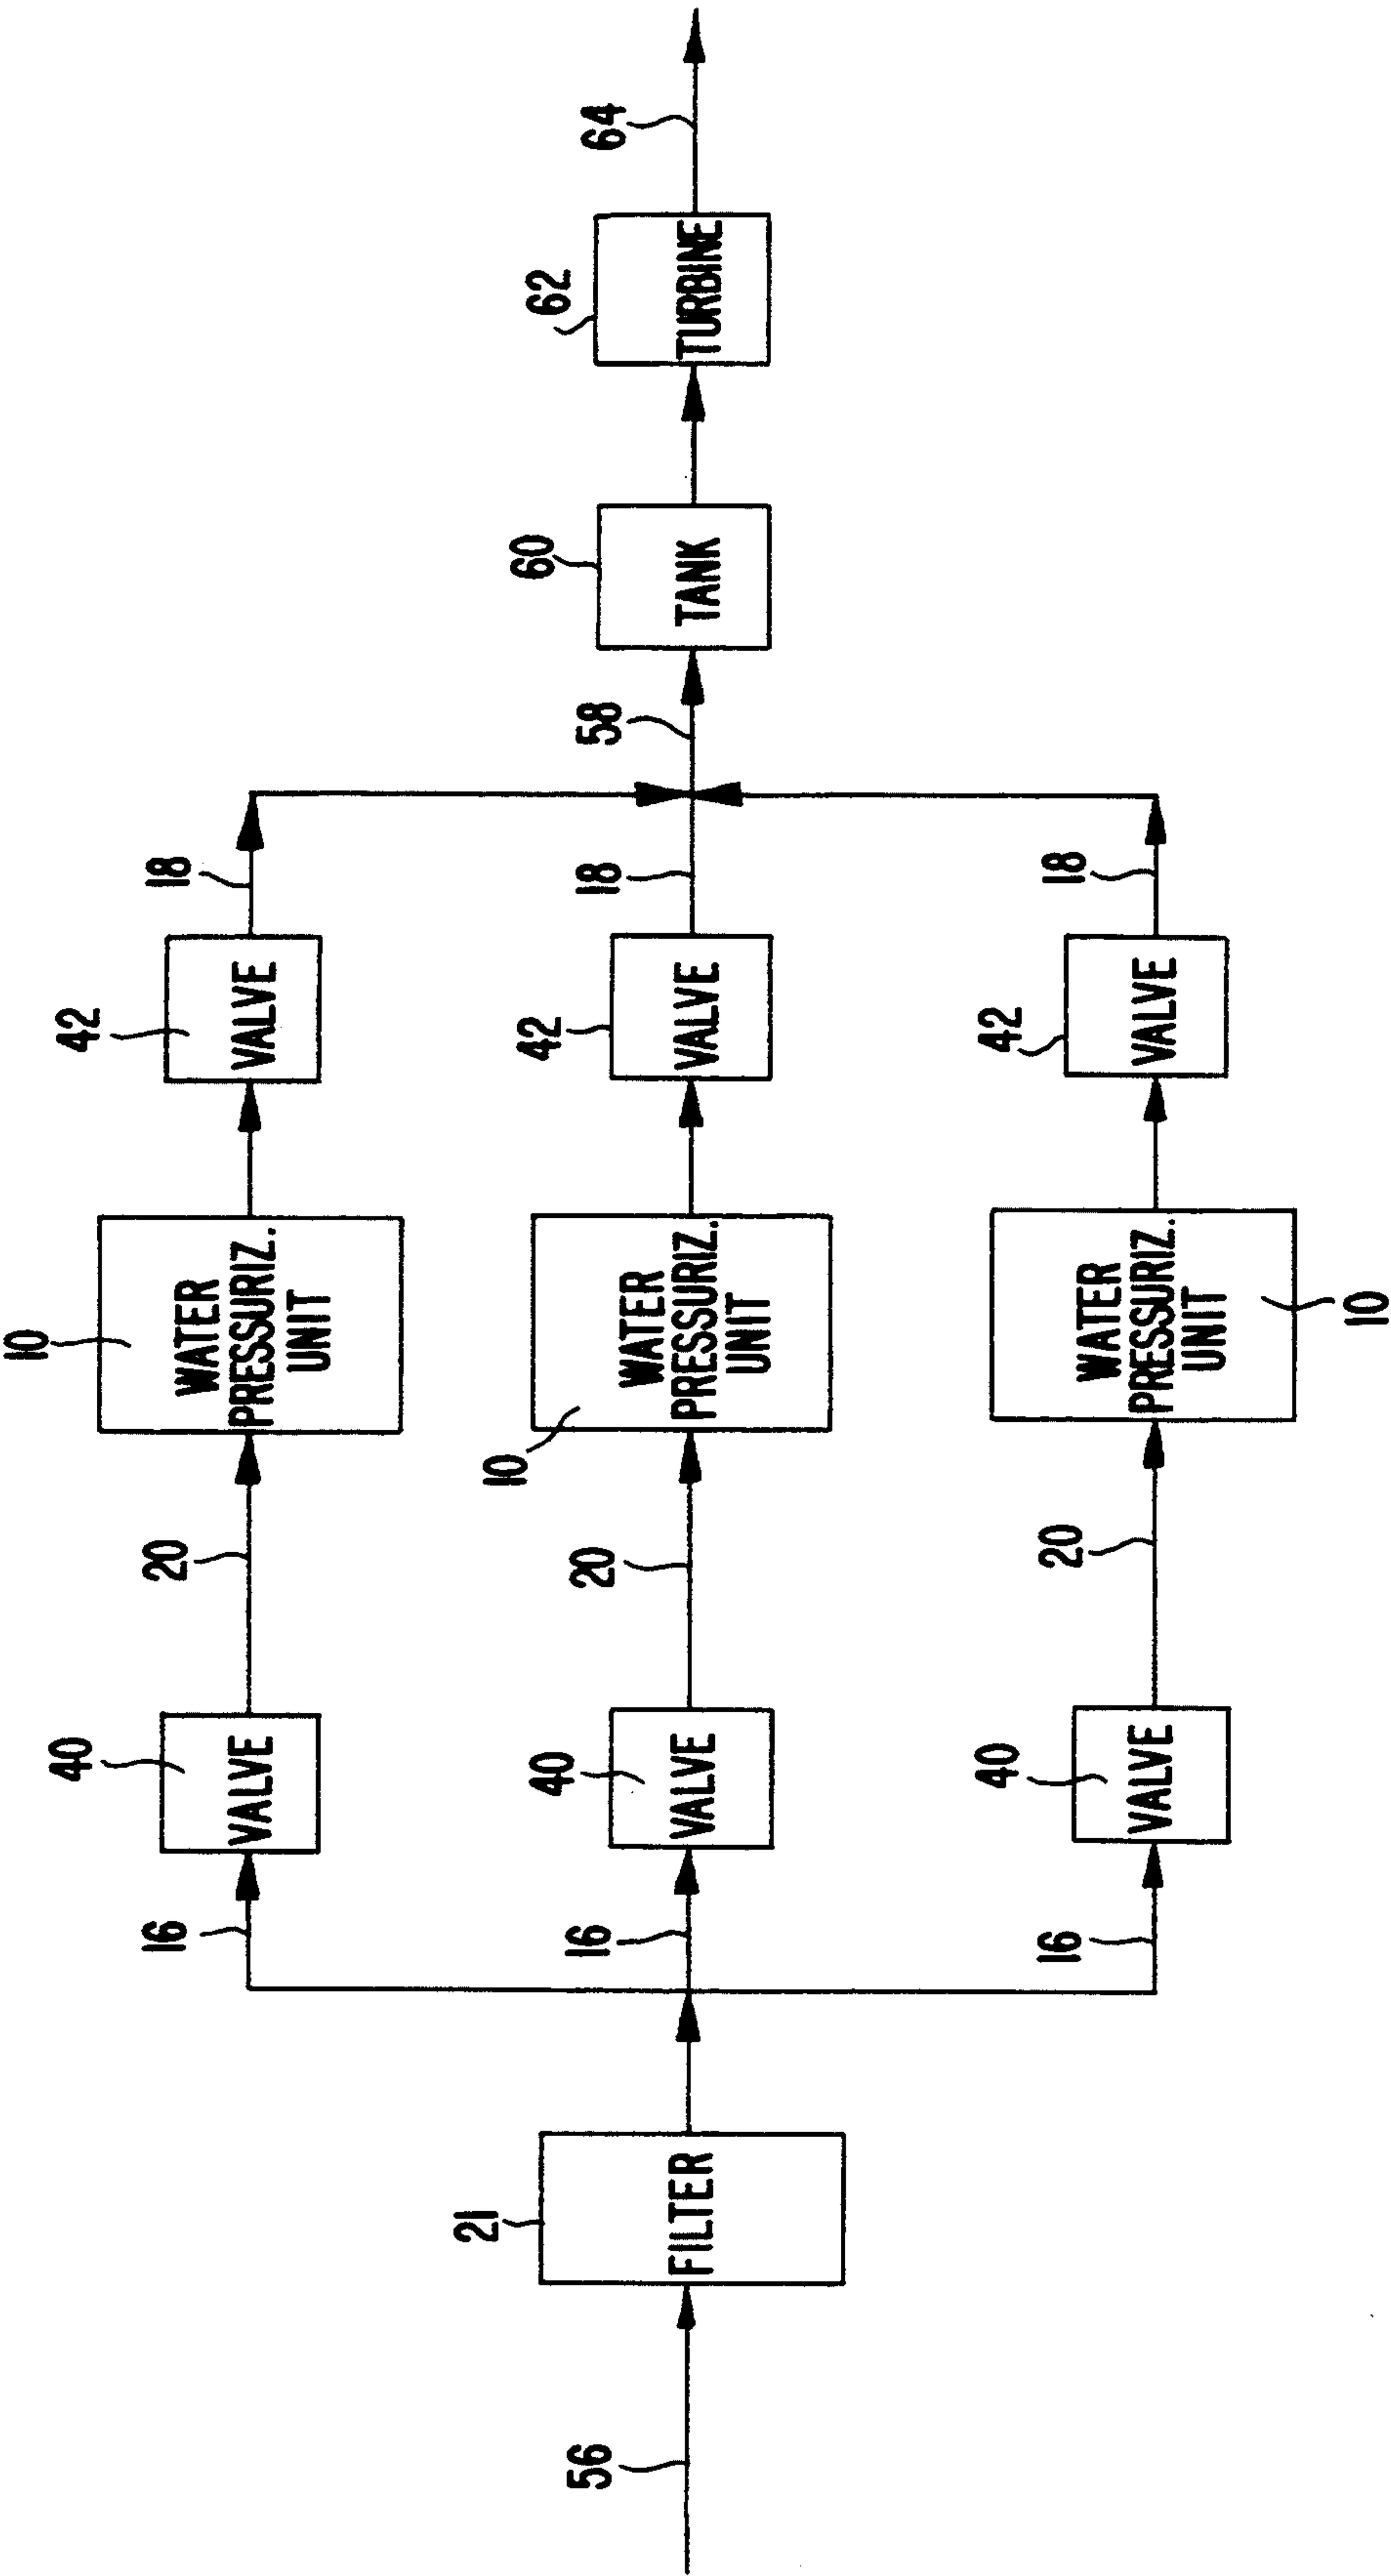 56
21
FILTER
16
16
16
40
VALVE
40
VALVE
40
VALVE
20
20
20
10
WATER
PRESSURIZ.
UNIT
10
WATER
PRESSURIZ.
UNIT
10
WATER
PRESSURIZ.
UNIT
42
VALVE
42
VALVE
42
VALVE
18
18
18
58
60
TANK
62
TURBINE
64